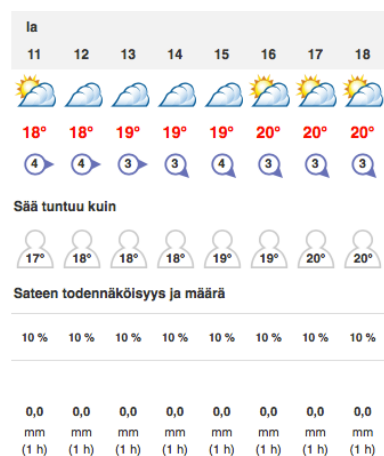 la
11 12 13 14 15 16 17 18
18° 18° 19° 19° 19° 20° 20° 20°
4 4 3 3 4 3 3 3
Sää tuntuu kuin
17° 18° 18° 18° 19° 19° 20° 20°
Sateen todennäköisyys ja määrä
10 % 10 % 10 % 10 % 10 % 10 % 10 % 10 %
0,0 0,0 0,0 0,0 0,0 0,0 0,0 0,0
mm mm mm mm mm mm mm mm
(1 h) (1 h) (1 h) (1 h) (1 h) (1 h) (1 h) (1 h)